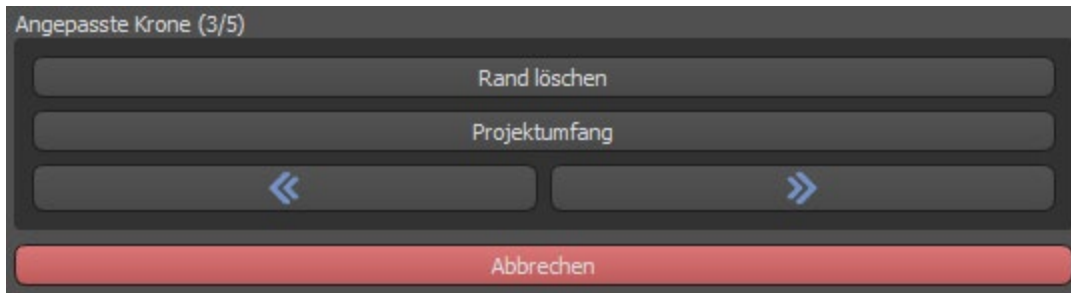 Angepasste Krone (3/5)
Rand löschen
Projektumfang
Abbrechen